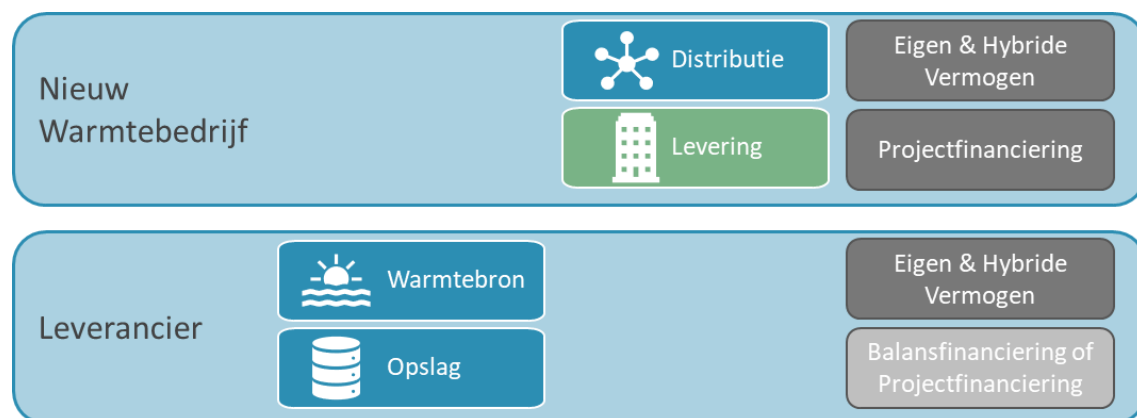 Nieuw
Warmtebedrijf
Distributie
Eigen & Hybride
Vermogen
Levering
Projectfinanciering
Leverancier
Warmtebron
Eigen & Hybride
Vermogen
Opslag
Balansfinanciering of
Projectfinanciering